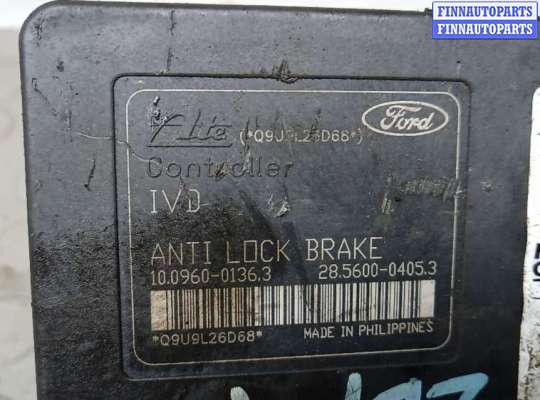 FINNAUTOPARTS
FINNAUTOPARTS
Ate (*Q9U9L26D68*) Ford
Controller
IVD
ANTI LOCK BRAKE
10.0960-0136.3 28.5600-0405.3
*Q9U9L26D68* MADE IN PHILIPPINES